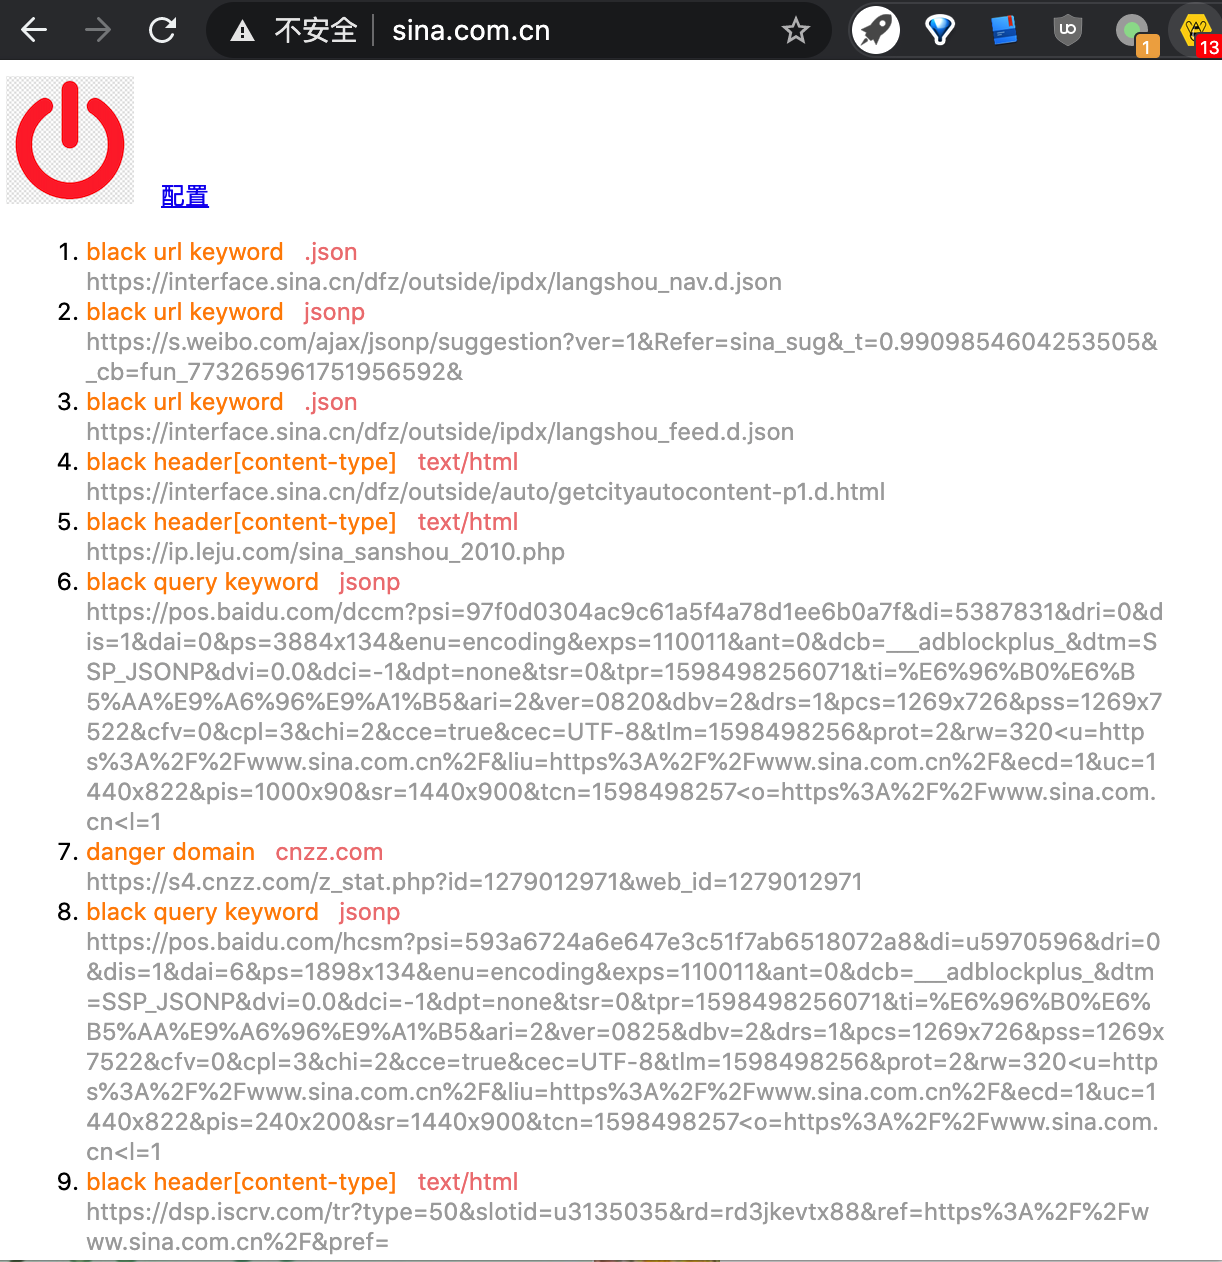 不安全 sina.com.cn
1
13
配置
1. black url keyword .json
https://interface.sina.cn/dfz/outside/ipdx/langshou_nav.d.json
2. black url keyword jsonp
https://s.weibo.com/ajax/jsonp/suggestion?ver=1&Refer=sina_sug&_t=0.9909854604253505&
_cb=fun_7732659617519565​92&
3. black url keyword .json
https://interface.sina.cn/dfz/outside/ipdx/langshou_feed.d.json
4. black header[content-type] text/html
https://interface.sina.cn/dfz/outside/auto/getcityautocontent-p1.d.html
5. black header[content-type] text/html
https://ip.leju.com/sina_sanshou_2010.php
6. black query keyword jsonp
https://pos.baidu.com/dccm?psi=97f0d0304ac9c61a5f4a78d1ee6b0a7f&di=5387831&dri=0&d
is=1&dai=0&ps=3884x134&enu=encoding&exps=110011&ant=0&dcb=___adblockplus_&dtm=S
SP_JSONP&dvi=0.0&dci=-1&dpt=none&tsr=0&tpr=1598498256071&ti=%E6%96%B0%E6%B
5%AA%E9%A6%96%E9%A1%B5&ari=2&ver=0820&dbv=2&drs=1&pcs=1269x726&pss=1269x7
522&cfv=0&cpl=3&chi=2&cce=true&cec=UTF-8&tlm=1598498256&prot=2&rw=320<u=http
s%3A%2F%2Fwww.sina.com.cn%2F&liu=https%3A%2F%2Fwww.sina.com.cn%2F&ecd=1&uc=1
440x822&pis=1000x90&sr=1440x900&tcn=1598498257<o=https%3A%2F%2Fwww.sina.com.
cn<l=1
7. danger domain cnzz.com
https://s4.cnzz.com/z_stat.php?id=1279012971&web_id=1279012971
8. black query keyword jsonp
https://pos.baidu.com/hcsm?psi=593a6724a6e647e3c51f7ab6518072a8&di=u5970596&dri=0
&dis=1&dai=6&ps=1898x134&enu=encoding&exps=110011&ant=0&dcb=___adblockplus_&dtm
=SSP_JSONP&dvi=0.0&dci=-1&dpt=none&tsr=0&tpr=1598498256071&ti=%E6%96%B0%E6%
B5%AA%E9%A6%96%E9%A1%B5&ari=2&ver=0825&dbv=2&drs=1&pcs=1269x726&pss=1269x
7522&cfv=0&cpl=3&chi=2&cce=true&cec=UTF-8&tlm=1598498256&prot=2&rw=320<u=http
s%3A%2F%2Fwww.sina.com.cn%2F&liu=https%3A%2F%2Fwww.sina.com.cn%2F&ecd=1&uc=1
440x822&pis=240x200&sr=1440x900&tcn=1598498257<o=https%3A%2F%2Fwww.sina.com.
cn<l=1
9. black header[content-type] text/html
https://dsp.iscrv.com/tr?type=50&slotid=u3135035&rd=rd3jkevtx88&ref=https%3A%2F%2Fw
ww.sina.com.cn%2F&pref=